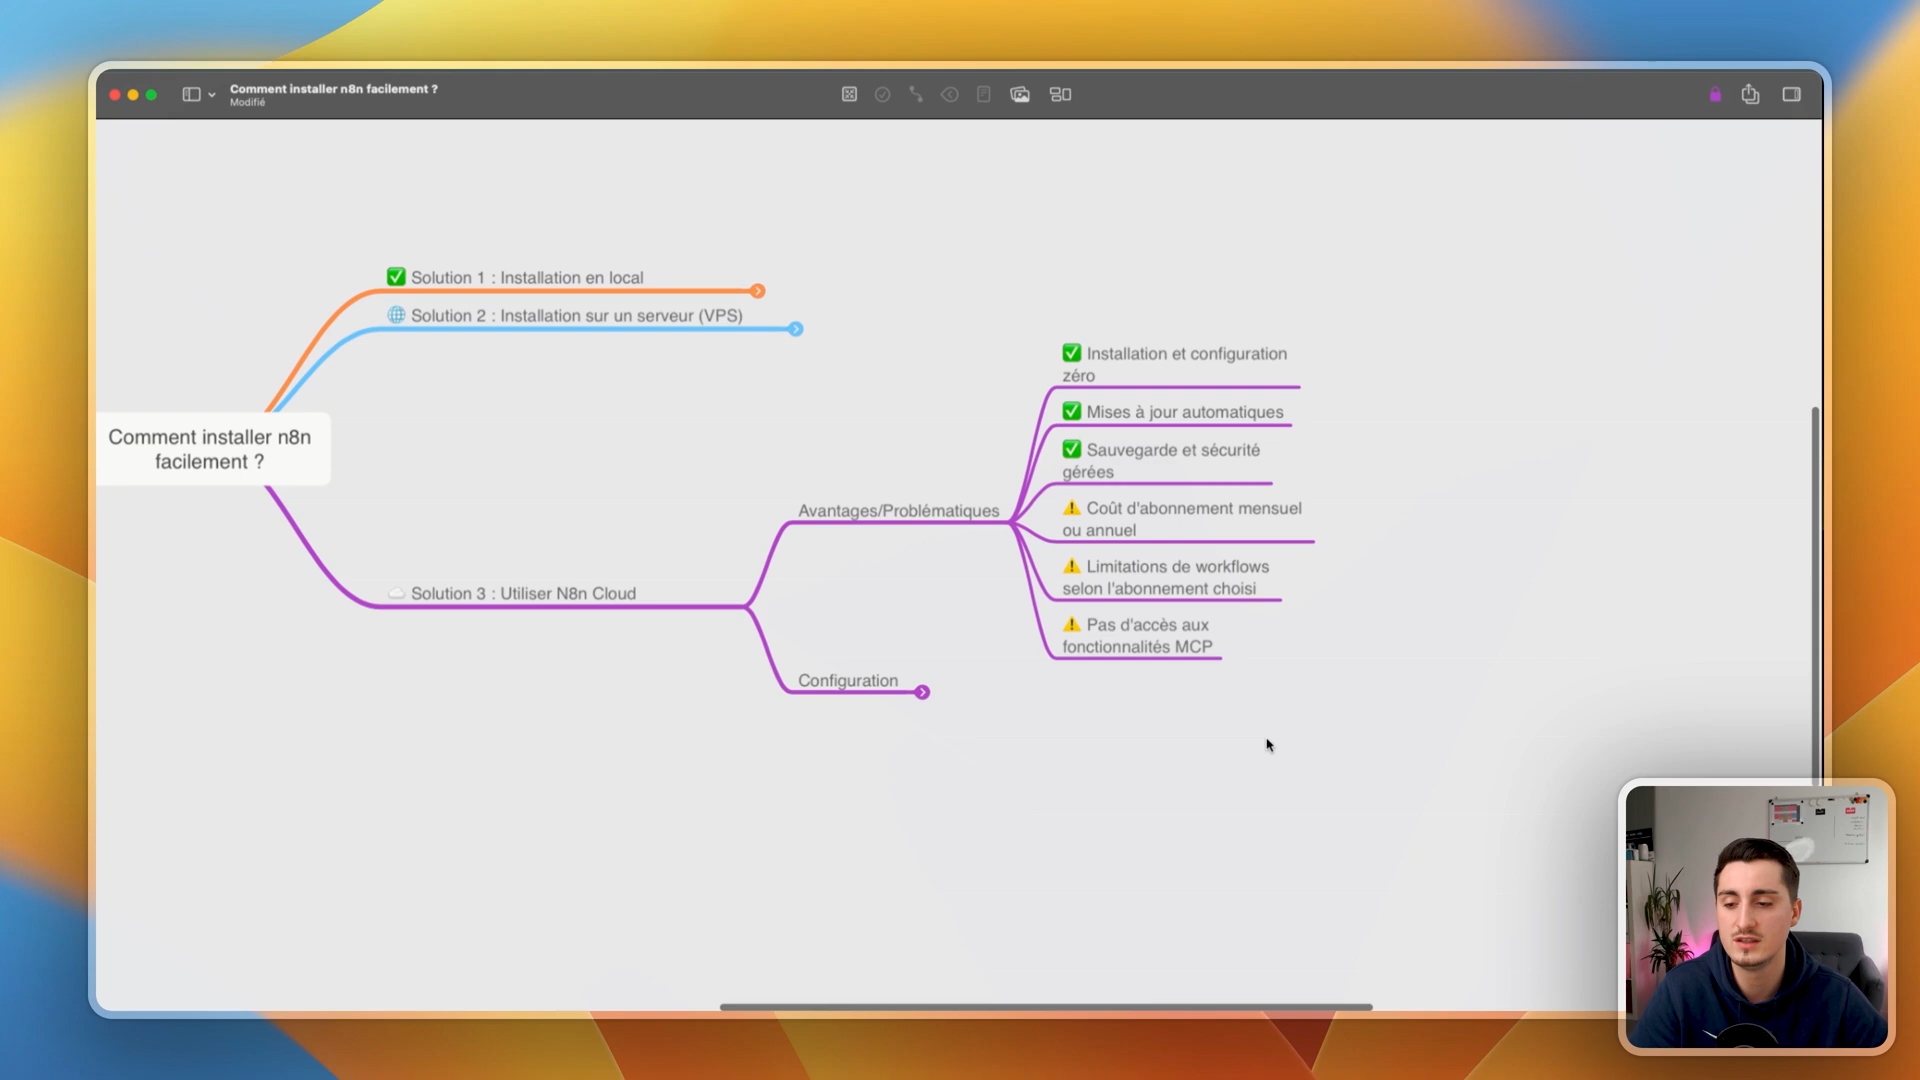 Comment installer n8n facilement ?
Modifié
✅ Solution 1 : Installation en local
🌐 Solution 2 : Installation sur un serveur (VPS)
Comment installer n8n
facilement ?
☁️ Solution 3 : Utiliser N8n Cloud
Avantages/Problématiques
✅ Installation et configuration
zéro
✅ Mises à jour automatiques
✅ Sauvegarde et sécurité
gérées
⚠️ Coût d'abonnement mensuel
ou annuel
⚠️ Limitations de workflows
selon l'abonnement choisi
⚠️ Pas d'accès aux
fonctionnalités MCP
Configuration